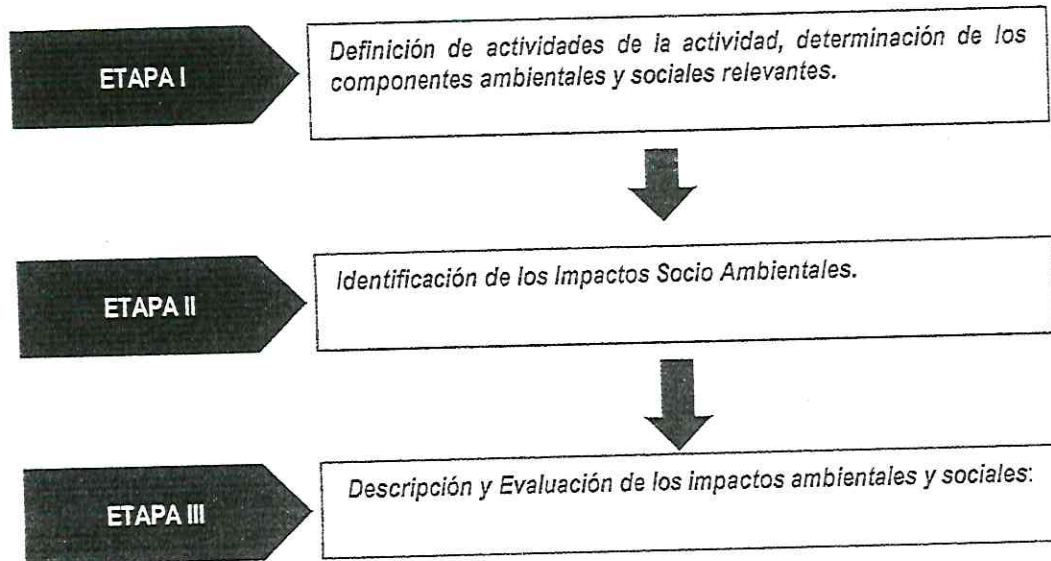 ETAPA I
Definición de actividades de la actividad, determinación de los
componentes ambientales y sociales relevantes.
ETAPA II
Identificación de los Impactos Socio Ambientales.
ETAPA III
Descripción y Evaluación de los impactos ambientales y sociales: